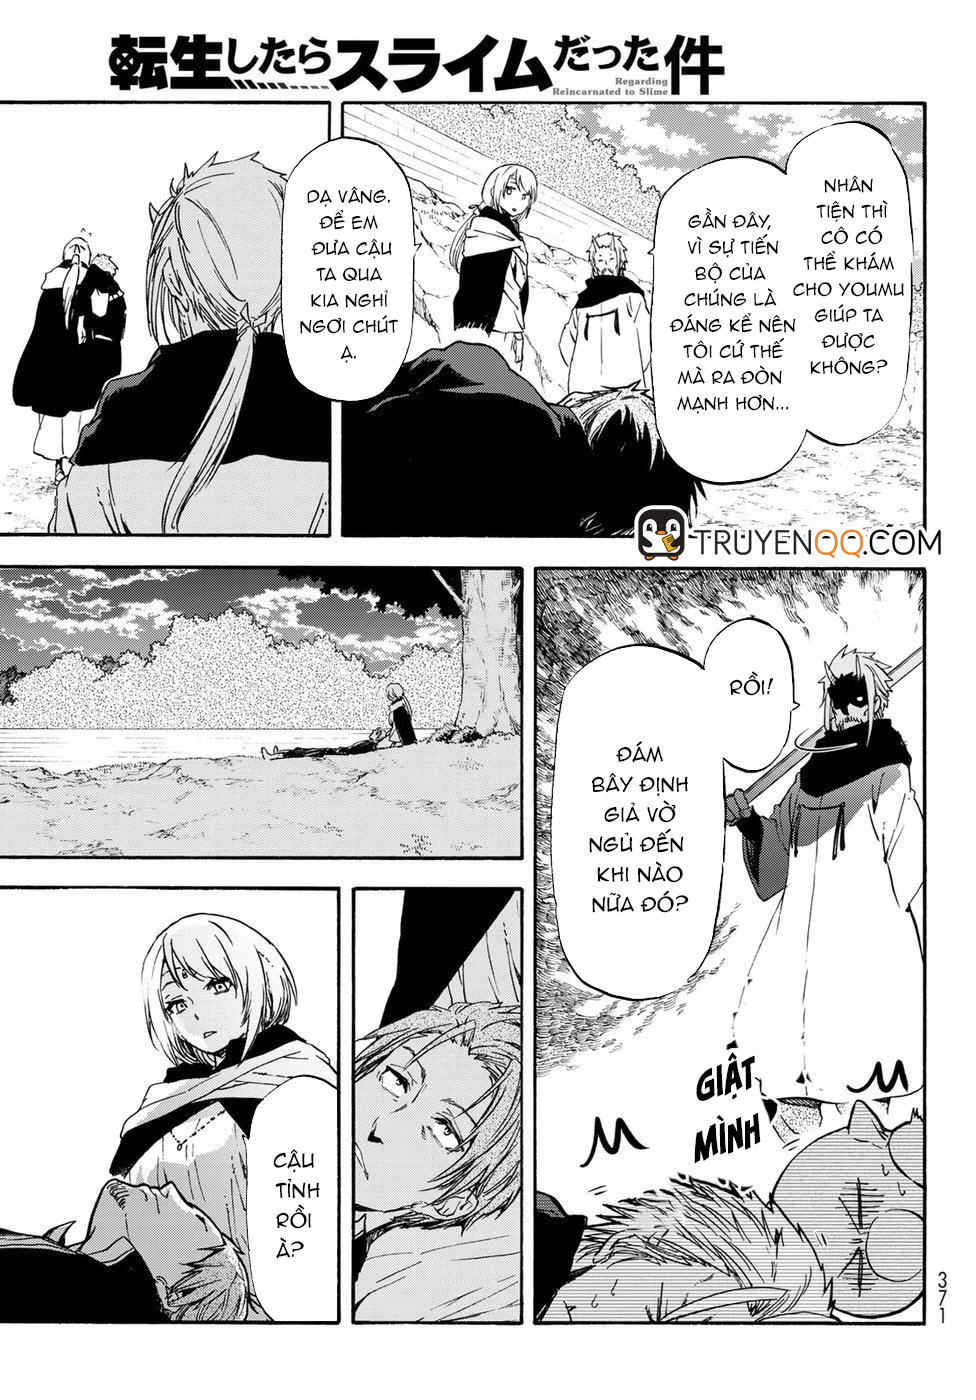 転生したらスライムだった件
Regarding
Reincarnated to Slime
NHÂN
TIỆN THÌ
CÔ CÓ
THỂ KHÁM
CHO YOUMU
GIÚP TA
ĐƯỢC
KHÔNG?
GẦN ĐÂY,
VÌ SỰ TIẾN
BỘ CỦA
CHÚNG LÀ
ĐÁNG KỂ NÊN
TÔI CỨ THẾ
MÀ RA ĐÒN
MẠNH HƠN...
DẠ VÂNG.
ĐỂ EM
ĐƯA CẬU
TA QUA
KIA NGHỈ
NGƠI CHÚT
Ạ.
TRUYENQQ.COM
RỒI!
ĐÁM
BÂY ĐỊNH
GIẢ VỜ
NGỦ ĐẾN
KHI NÀO
NỮA ĐÓ?
GIẬT
MÌNH
CẬU
TỈNH
RỒI
À?
371